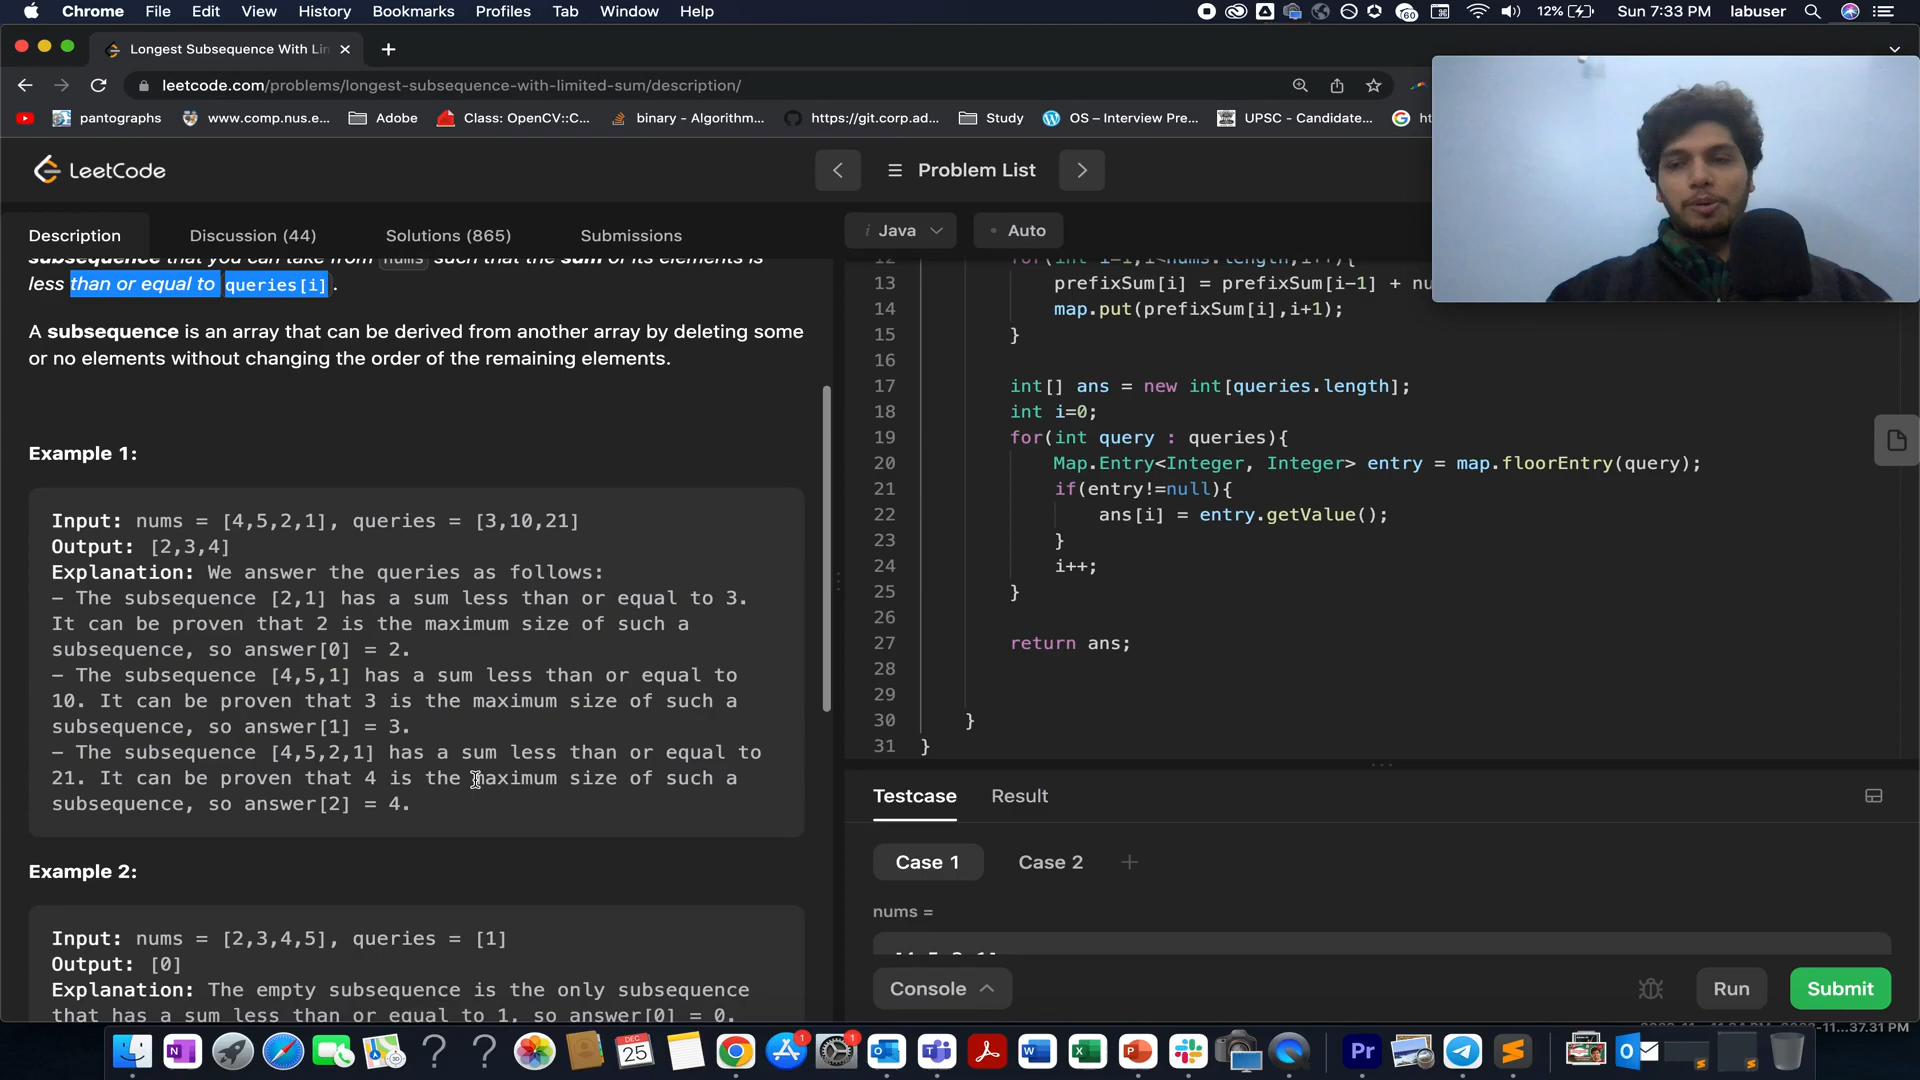 Chrome File Edit View History Bookmarks Profiles Tab Window Help 60 12% Sun 7:33 PM labuser
Longest Subsequence With Lin
leetcode.com/problems/longest-subsequence-with-limited-sum/description/
pantographs www.comp.nus.e... Adobe Class: OpenCV::C... binary - Algorithm... https://git.corp.ad... Study OS – Interview Pre... UPSC - Candidate... ht
LeetCode
Problem List
Description Discussion (44) Solutions (865) Submissions
i Java • Auto
subsequence that you can take from nums such that the sum of its elements is
less than or equal to queries[i] .
A subsequence is an array that can be derived from another array by deleting some
or no elements without changing the order of the remaining elements.
Example 1:
Input: nums = [4,5,2,1], queries = [3,10,21]
Output: [2,3,4]
Explanation: We answer the queries as follows:
- The subsequence [2,1] has a sum less than or equal to 3.
It can be proven that 2 is the maximum size of such a
subsequence, so answer[0] = 2.
- The subsequence [4,5,1] has a sum less than or equal to
10. It can be proven that 3 is the maximum size of such a
subsequence, so answer[1] = 3.
- The subsequence [4,5,2,1] has a sum less than or equal to
21. It can be proven that 4 is the maximum size of such a
subsequence, so answer[2] = 4.
Example 2:
Input: nums = [2,3,4,5], queries = [1]
Output: [0]
Explanation: The empty subsequence is the only subsequence
that has a sum less than or equal to 1, so answer[0] = 0.
12 for(int i=1;i<nums.length;i++){
13 prefixSum[i] = prefixSum[i-1] + nu
14 map.put(prefixSum[i],i+1);
15 }
16
17 int[] ans = new int[queries.length];
18 int i=0;
19 for(int query : queries){
20 Map.Entry<Integer, Integer> entry = map.floorEntry(query);
21 if(entry!=null){
22 ans[i] = entry.getValue();
23 }
24 i++;
25 }
26
27 return ans;
28
29
30 }
31 }
Testcase Result
Case 1 Case 2 +
nums =
Console Run Submit
DEC 25
1 1
Pr